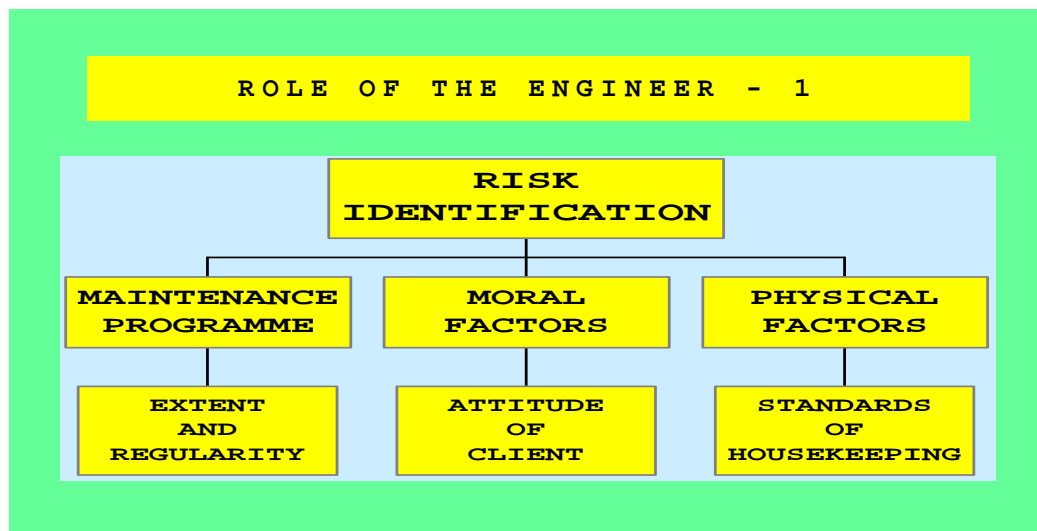 ROLE OF THE ENGINEER - 1
RISK
IDENTIFICATION
MAINTENANCE
PROGRAMME
MORAL
FACTORS
PHYSICAL
FACTORS
EXTENT
AND
REGULARITY
ATTITUDE
OF
CLIENT
STANDARDS
OF
HOUSEKEEPING